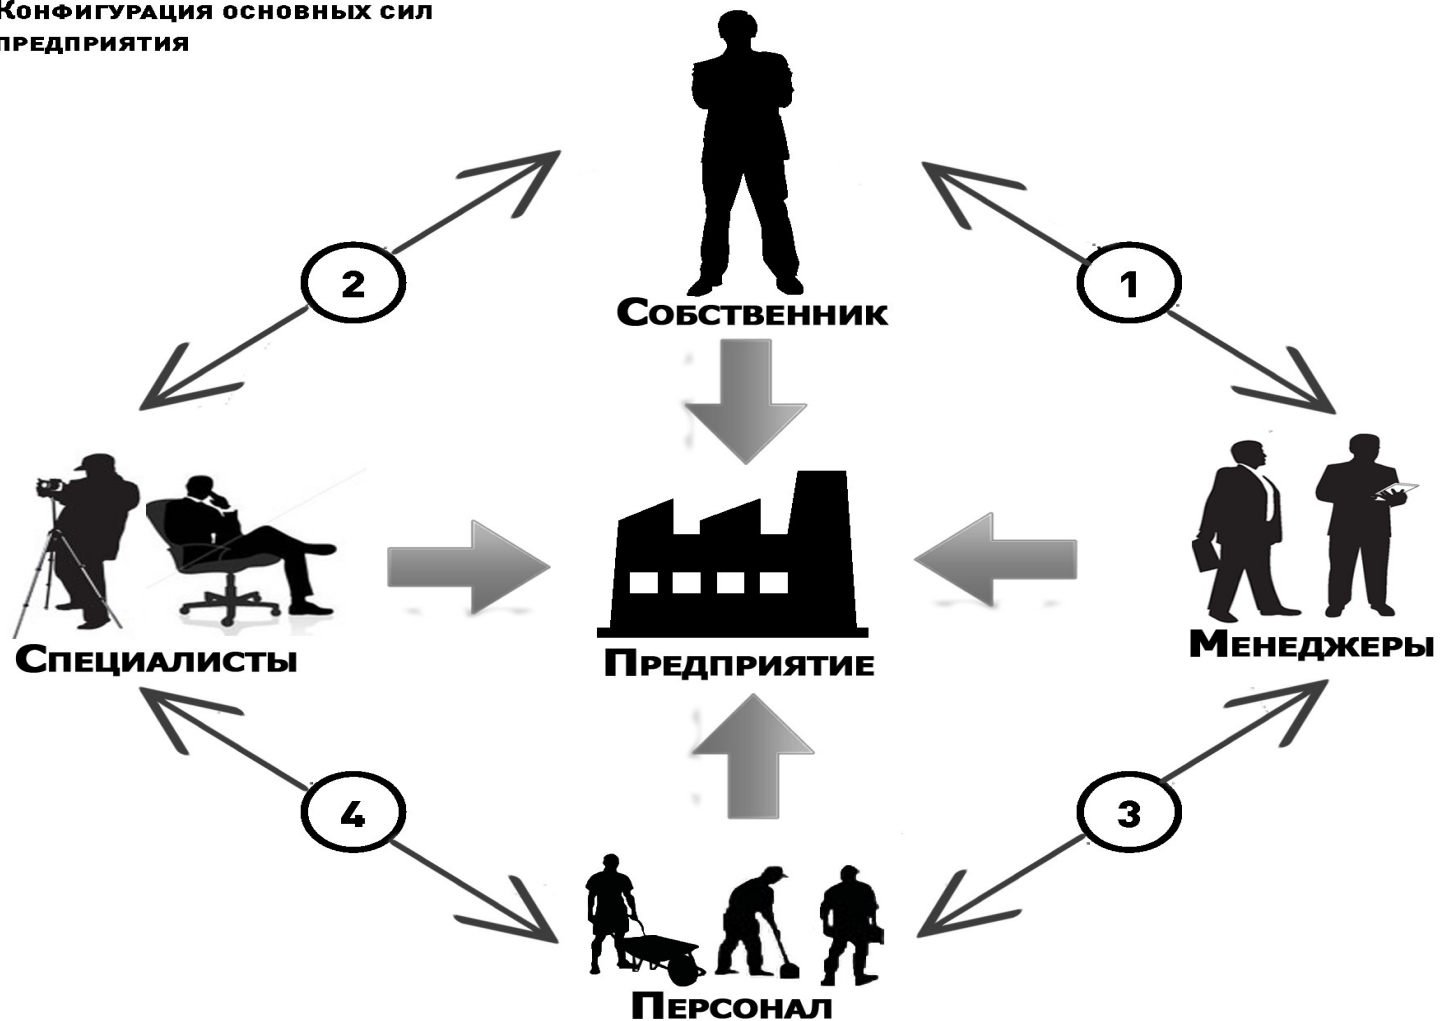 Конфигурация основных сил
предприятия
Собственник
2
1
Специалисты
Предприятие
Менеджеры
4
3
Персонал